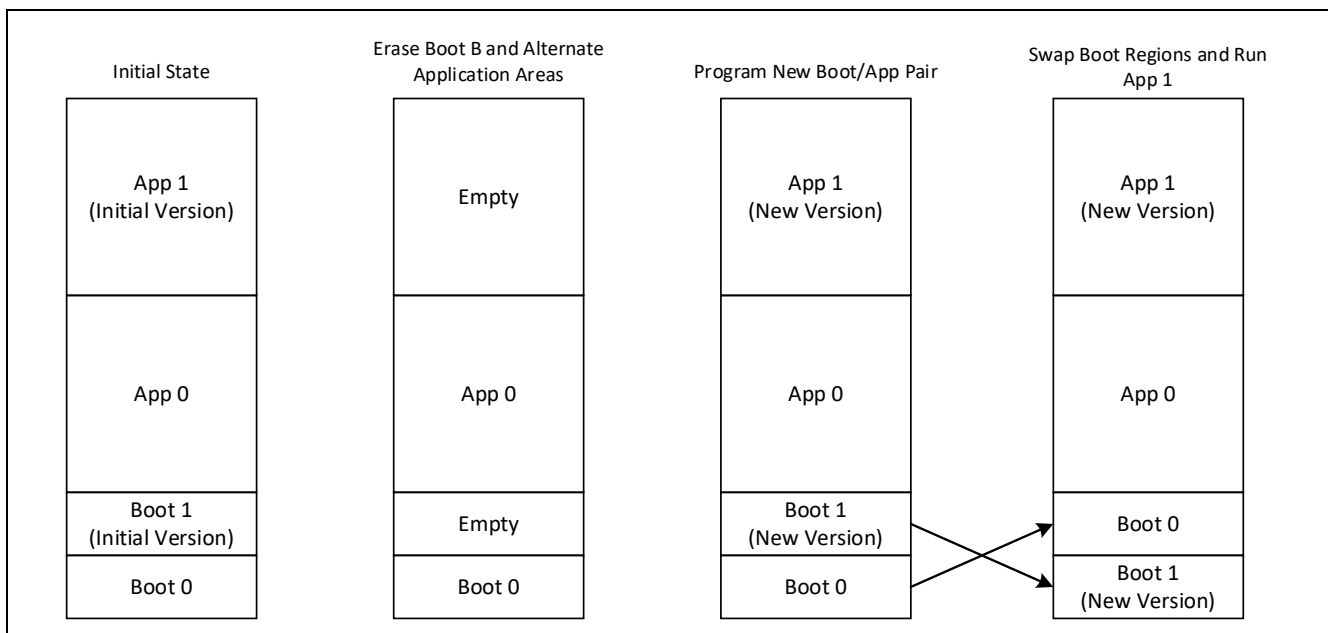 Initial State
App 1
(Initial Version)
App 0
Boot 1
(Initial Version)
Boot 0
Erase Boot B and Alternate
Application Areas
Empty
App 0
Empty
Boot 0
Program New Boot/App Pair
App 1
(New Version)
App 0
Boot 1
(New Version)
Boot 0
Swap Boot Regions and Run
App 1
App 1
(New Version)
App 0
Boot 0
Boot 1
(New Version)